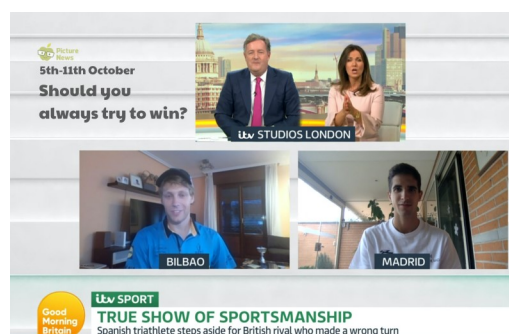 Picture
News
5th-11th October
Should you
always try to win?
itv STUDIOS LONDON
BILBAO
MADRID
Good
Morning
Britain
itv SPORT
TRUE SHOW OF SPORTSMANSHIP
Spanish triathlete steps aside for British rival who made a wrong turn